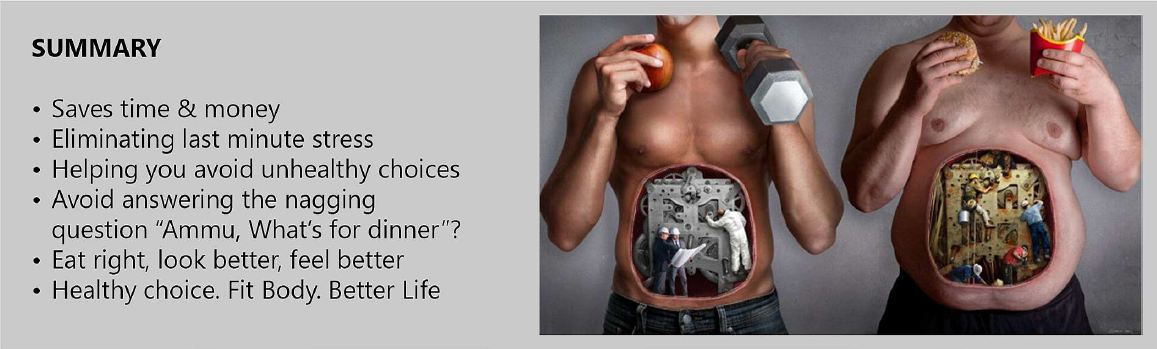 SUMMARY
• Saves time & money
• Eliminating last minute stress
• Helping you avoid unhealthy choices
• Avoid answering the nagging
question “Ammu, What’s for dinner”?
• Eat right, look better, feel better
• Healthy choice. Fit Body. Better Life